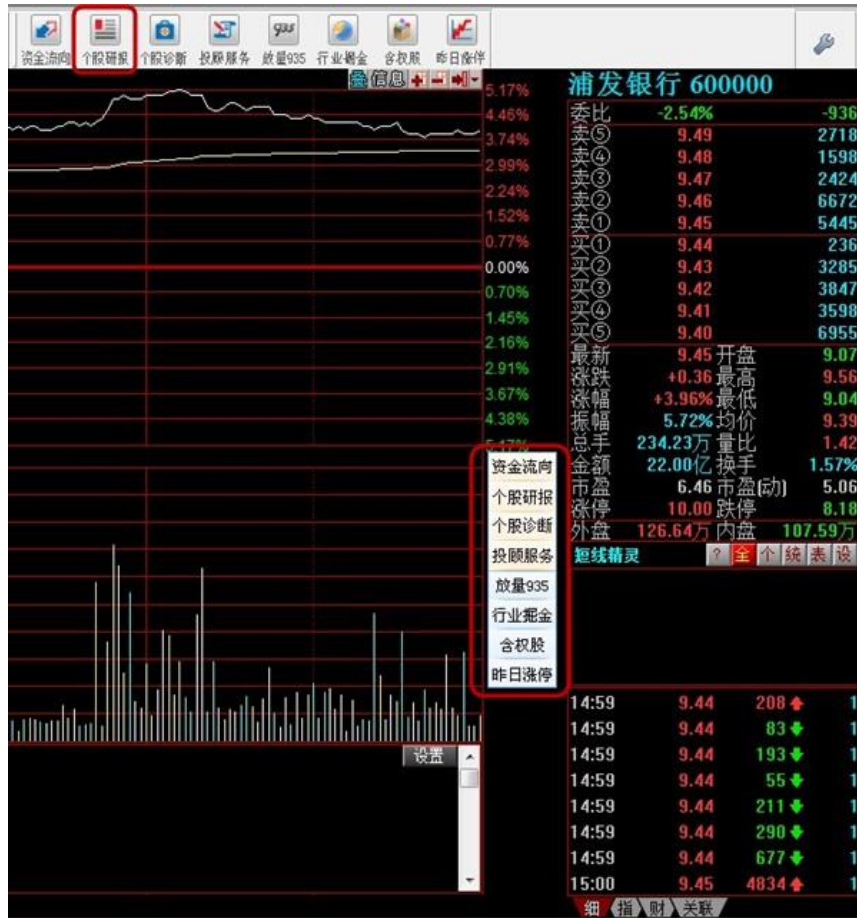 资金流向 个股研报 个股诊断 投顾服务 放量935 行业掘金 含权股 昨日涨停
叠 信息
浦发银行 600000
5.17%
4.46%
3.74%
2.99%
2.24%
1.52%
0.77%
0.00%
0.70%
1.45%
2.16%
2.91%
3.67%
4.38%
5.17%
委比 -2.54% -936
卖⑤ 9.49 2718
卖④ 9.48 1598
卖③ 9.47 2424
卖② 9.46 6672
卖① 9.45 5445
买① 9.44 236
买② 9.43 3285
买③ 9.42 3847
买④ 9.41 3598
买⑤ 9.40 6955
最新 9.45 开盘 9.07
涨跌 +0.36 最高 9.56
涨幅 +3.96% 最低 9.04
振幅 5.72% 均价 9.39
总手 234.23万 量比 1.42
金额 22.00亿 换手 1.57%
市盈 6.46 市盈(动) 5.06
涨停 10.00 跌停 8.18
外盘 126.64万 内盘 107.59万
资金流向
个股研报
个股诊断
投顾服务
放量935
行业掘金
含权股
昨日涨停
短线精灵 ? 全 个 统 表 设
设置
14:59 9.44 208 1
14:59 9.44 83 1
14:59 9.44 193 1
14:59 9.44 55 1
14:59 9.44 211 1
14:59 9.44 290 1
14:59 9.44 677 1
15:00 9.45 4834 1
细 指 财 关联